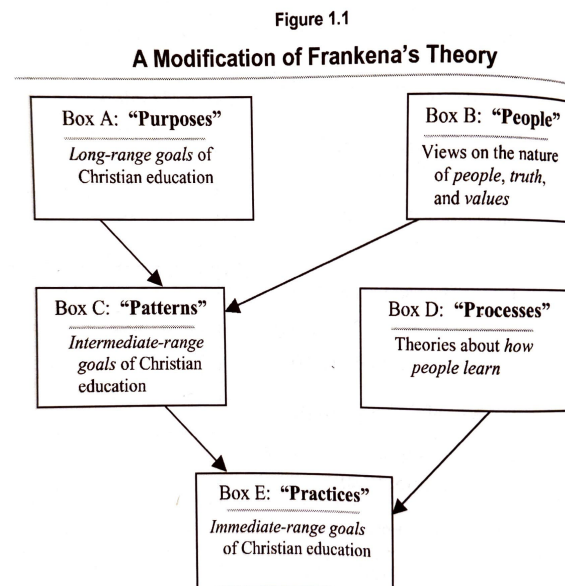 Figure 1.1
A Modification of Frankena's Theory
Box A: “Purposes”
Long-range goals of
Christian education
Box B: “People”
Views on the nature
of people, truth,
and values
Box C: “Patterns”
Intermediate-range
goals of Christian
education
Box D: “Processes”
Theories about how
people learn
Box E: “Practices”
Immediate-range goals
of Christian education